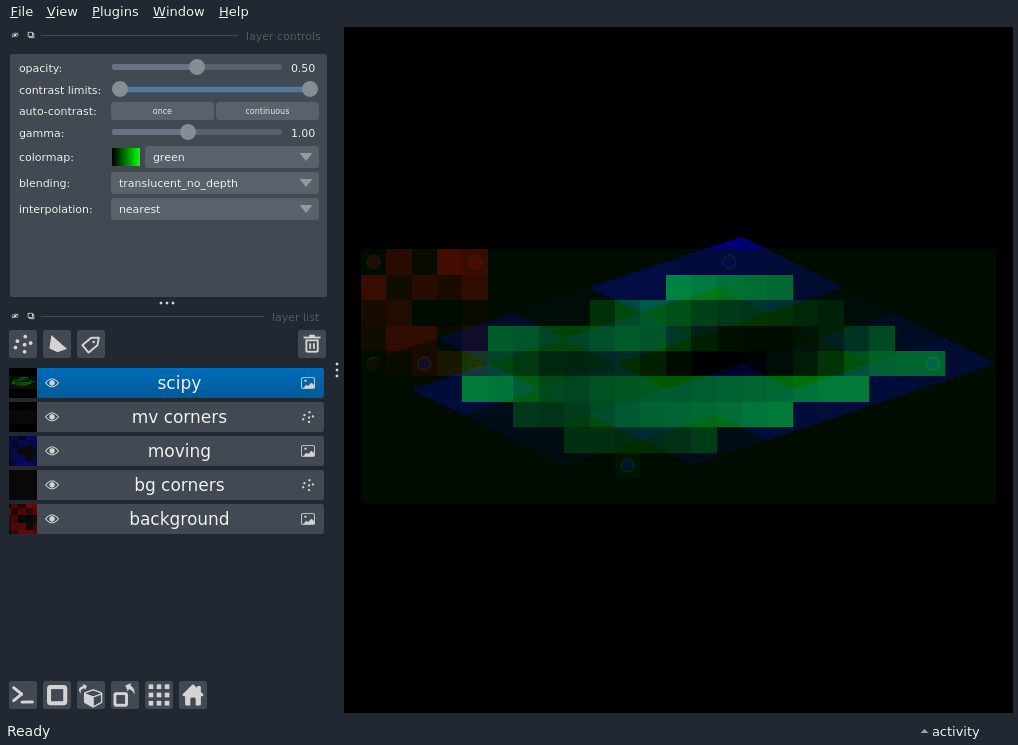 File View Plugins Window Help
layer controls
opacity: 0.50
contrast limits:
auto-contrast: once continuous
gamma: 1.00
colormap: green
blending: translucent_no_depth
interpolation: nearest
layer list
scipy
mv corners
moving
bg corners
background
Ready activity